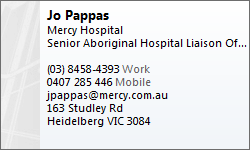 Jo Pappas
Mercy Hospital
Senior Aboriginal Hospital Liaison Of...
(03) 8458-4393 Work
0407 285 446 Mobile
jpappas@mercy.com.au
163 Studley Rd
Heidelberg VIC 3084